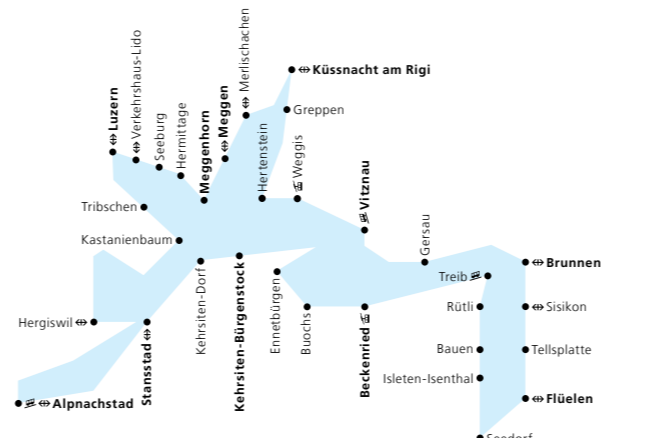 Luzern
Verkehrshaus-Lido
Seeburg
Hermitage
Meggenhorn
Meggen
Merlischachen
Küssnacht am Rigi
Greppen
Hertenstein
Weggis
Vitznau
Gersau
Tribschen
Kastanienbaum
Brunnen
Treib
Hergiswil
Stansstad
Kehrsiten-Dorf
Kehrsiten-Bürgenstock
Ennetbürgen
Buochs
Beckenried
Rütli
Sisikon
Bauen
Tellsplatte
Isleten-Isenthal
Alpnachstad
Flüelen
Seedorf